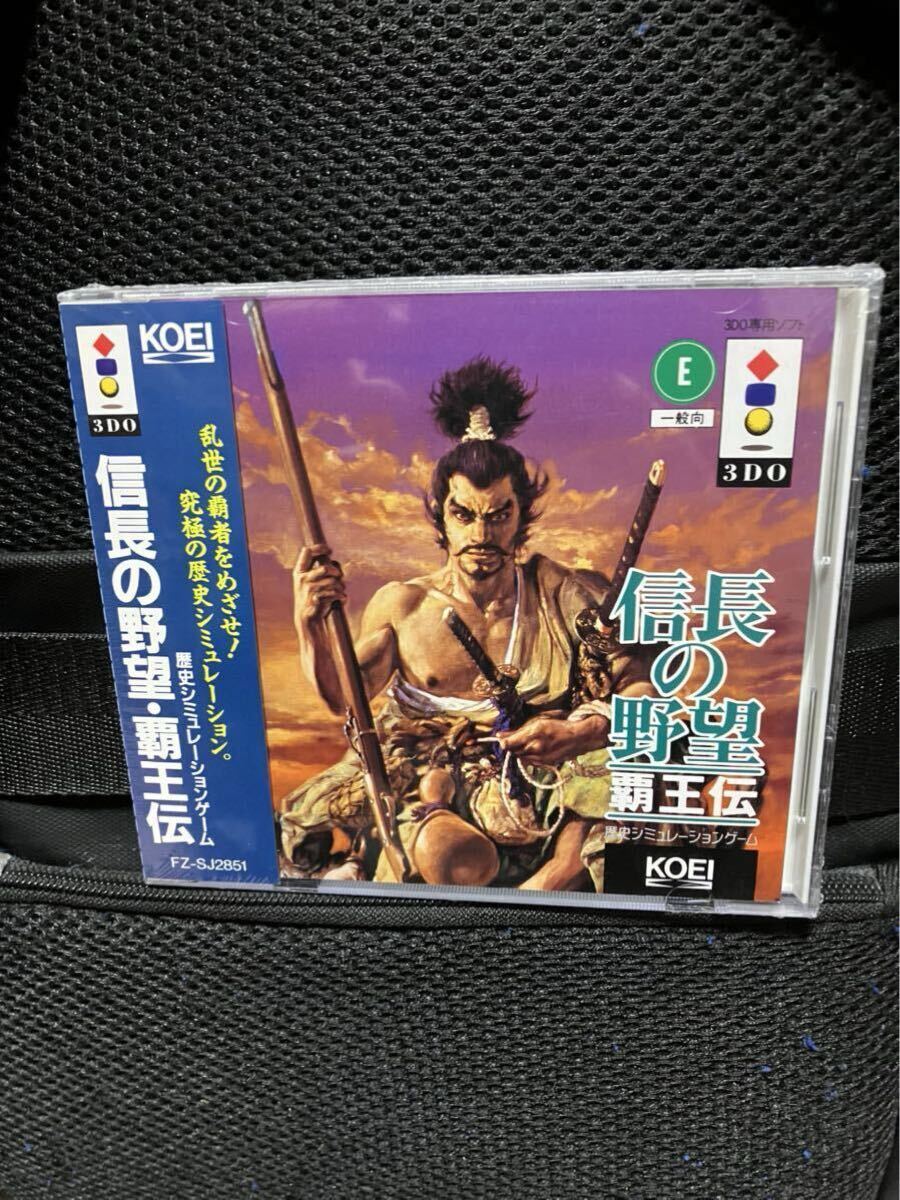 3DO
KOEI
乱世の覇者をめざせ!
究極の歴史シミュレーション。
信長の野望・覇王伝
歴史シミュレーションゲーム
FZ-SJ2851
3DO専用ソフト
E
一般向
3DO
信長
の
野望
覇王伝
歴史シミュレーションゲーム
KOEI